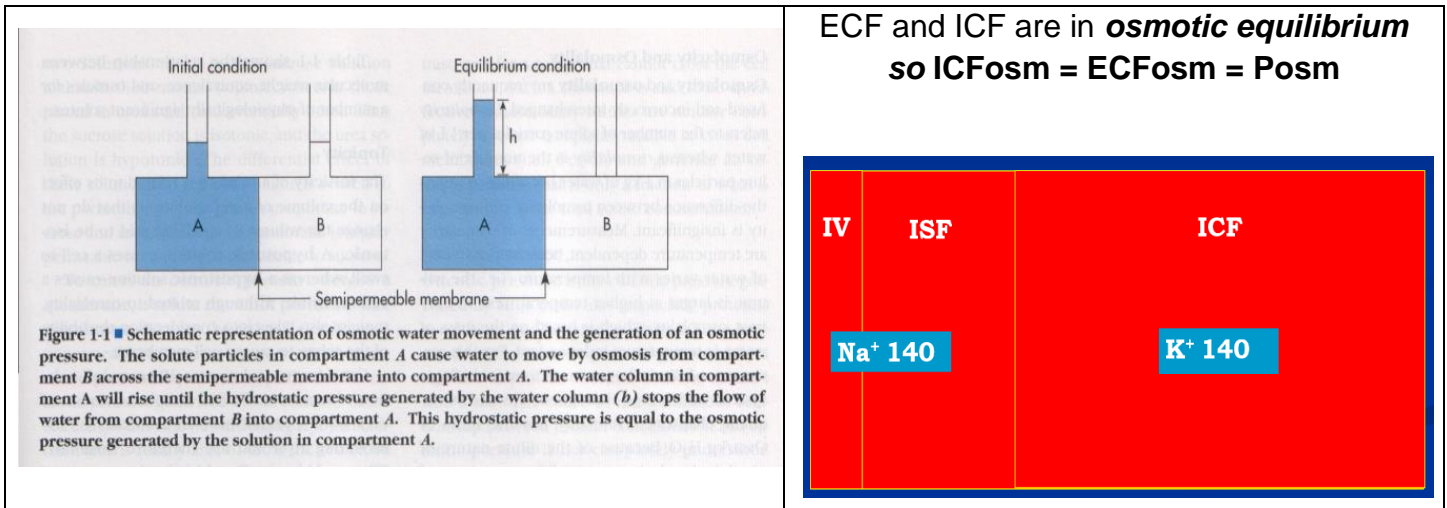 Initial condition
Equilibrium condition
h
A
B
A
B
Semipermeable membrane
Figure 1-1 ■ Schematic representation of osmotic water movement and the generation of an osmotic
pressure. The solute particles in compartment A cause water to move by osmosis from compart-
ment B across the semipermeable membrane into compartment A. The water column in compart-
ment A will rise until the hydrostatic pressure generated by the water column (h) stops the flow of
water from compartment B into compartment A. This hydrostatic pressure is equal to the osmotic
pressure generated by the solution in compartment A.
ECF and ICF are in osmotic equilibrium
so ICFosm = ECFosm = Posm
IV
ISF
ICF
Na⁺ 140
K⁺ 140